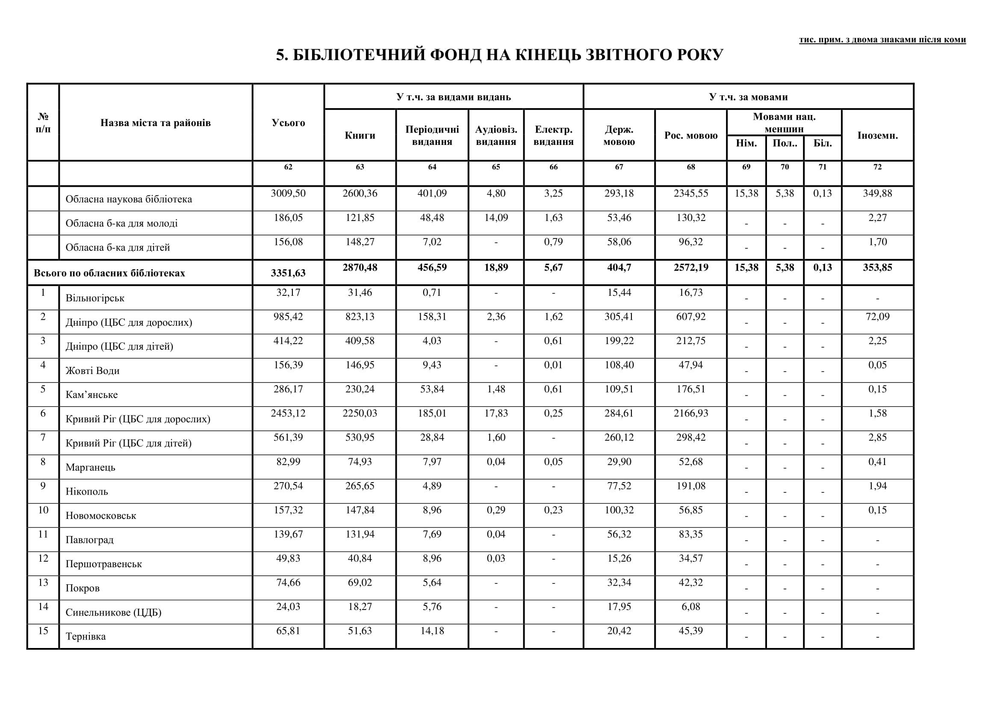 тис. прим. з двома знаками після коми
5. БІБЛІОТЕЧНИЙ ФОНД НА КІНЕЦЬ ЗВІТНОГО РОКУ
№ п/п Назва міста та районів Усього У т.ч. за видами видань У т.ч. за мовами
Книги Періодичні видання Аудіовіз. видання Електр. видання Держ. мовою Рос. мовою Мовами нац. меншин Іноземн.
Нім. Пол.. Біл.
62 63 64 65 66 67 68 69 70 71 72
Обласна наукова бібліотека 3009,50 2600,36 401,09 4,80 3,25 293,18 2345,55 15,38 5,38 0,13 349,88
Обласна б-ка для молоді 186,05 121,85 48,48 14,09 1,63 53,46 130,32 - - - 2,27
Обласна б-ка для дітей 156,08 148,27 7,02 - 0,79 58,06 96,32 - - - 1,70
Всього по обласних бібліотеках 3351,63 2870,48 456,59 18,89 5,67 404,7 2572,19 15,38 5,38 0,13 353,85
1 Вільногірськ 32,17 31,46 0,71 - - 15,44 16,73 - - - -
2 Дніпро (ЦБС для дорослих) 985,42 823,13 158,31 2,36 1,62 305,41 607,92 - - - 72,09
3 Дніпро (ЦБС для дітей) 414,22 409,58 4,03 - 0,61 199,22 212,75 - - - 2,25
4 Жовті Води 156,39 146,95 9,43 - 0,01 108,40 47,94 - - - 0,05
5 Кам’янське 286,17 230,24 53,84 1,48 0,61 109,51 176,51 - - - 0,15
6 Кривий Ріг (ЦБС для дорослих) 2453,12 2250,03 185,01 17,83 0,25 284,61 2166,93 - - - 1,58
7 Кривий Ріг (ЦБС для дітей) 561,39 530,95 28,84 1,60 - 260,12 298,42 - - - 2,85
8 Марганець 82,99 74,93 7,97 0,04 0,05 29,90 52,68 - - - 0,41
9 Нікополь 270,54 265,65 4,89 - - 77,52 191,08 - - - 1,94
10 Новомосковськ 157,32 147,84 8,96 0,29 0,23 100,32 56,85 - - - 0,15
11 Павлоград 139,67 131,94 7,69 0,04 - 56,32 83,35 - - - -
12 Першотравенськ 49,83 40,84 8,96 0,03 - 15,26 34,57 - - - -
13 Покров 74,66 69,02 5,64 - - 32,34 42,32 - - - -
14 Синельникове (ЦДБ) 24,03 18,27 5,76 - - 17,95 6,08 - - - -
15 Тернівка 65,81 51,63 14,18 - - 20,42 45,39 - - - -